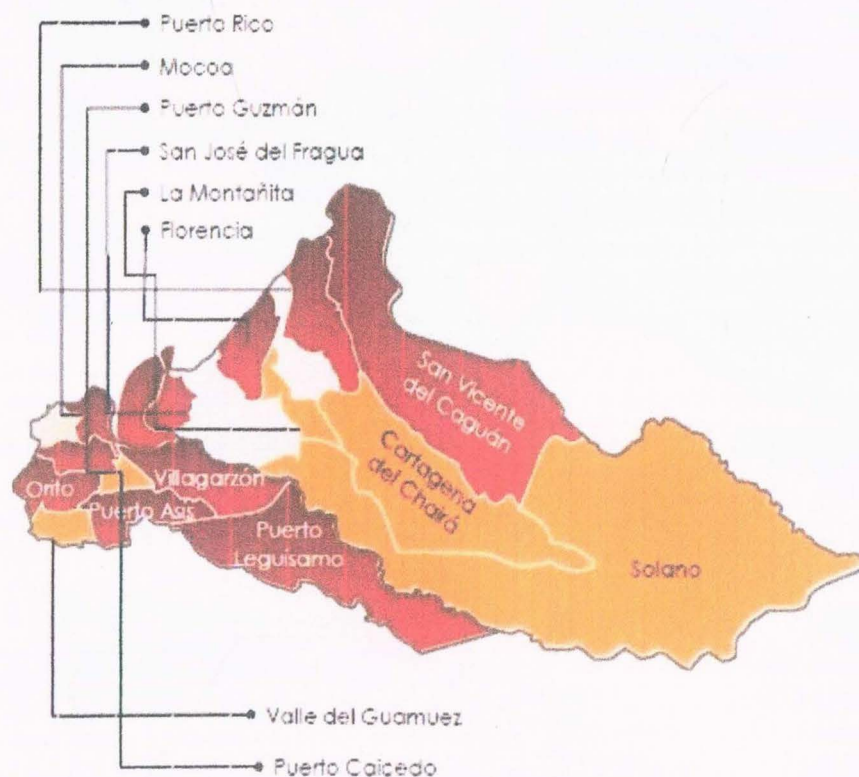 Puerto Rico
Mocoa
Puerto Guzmán
San José del Fragua
La Montañita
Florencia
San Vicente
del Caguán
Cartagena
del Chairá
Villagarzón
Orito
Puerto Asis
Puerto
Leguísamo
Solano
Valle del Guamuez
Puerto Caicedo